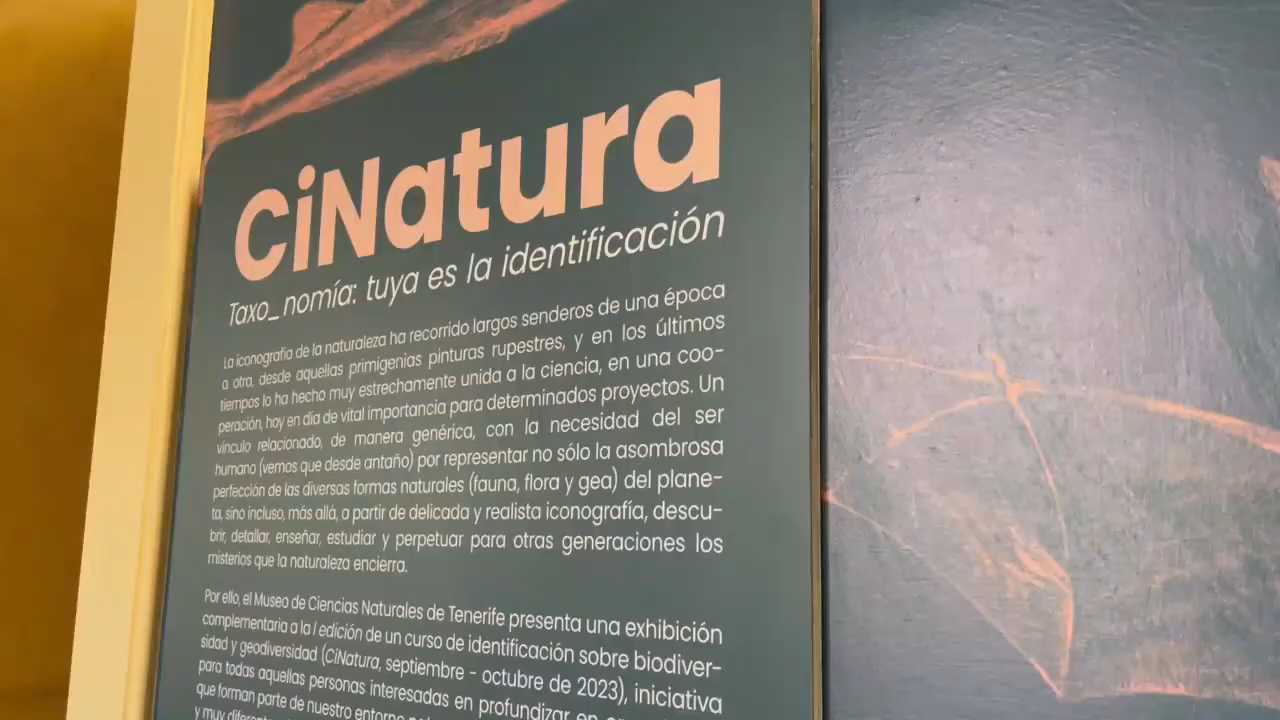 CiNatura
Taxo_nomía: tuya es la identificación
La iconografía de la naturaleza ha recorrido largos senderos de una época
a otra, desde aquellas primigenias pinturas rupestres, y en los últimos
tiempos lo ha hecho muy estrechamente unida a la ciencia, en una coo-
peración, hoy en día de vital importancia para determinados proyectos. Un
vínculo relacionado, de manera genérica, con la necesidad del ser
humano (vemos que desde antaño) por representar no sólo la asombrosa
perfección de las diversas formas naturales (fauna, flora y gea) del plane-
ta, sino incluso, más allá, a partir de delicada y realista iconografía, descu-
brir, detallar, enseñar, estudiar y perpetuar para otras generaciones los
misterios que la naturaleza encierra.
Por ello, el Museo de Ciencias Naturales de Tenerife presenta una exhibición
complementaria a la I edición de un curso de identificación sobre biodiver-
sidad y geodiversidad (CiNatura, septiembre - octubre de 2023), iniciativa
para todas aquellas personas interesadas en profundizar en
que forman parte de nuestro entorno
y muy